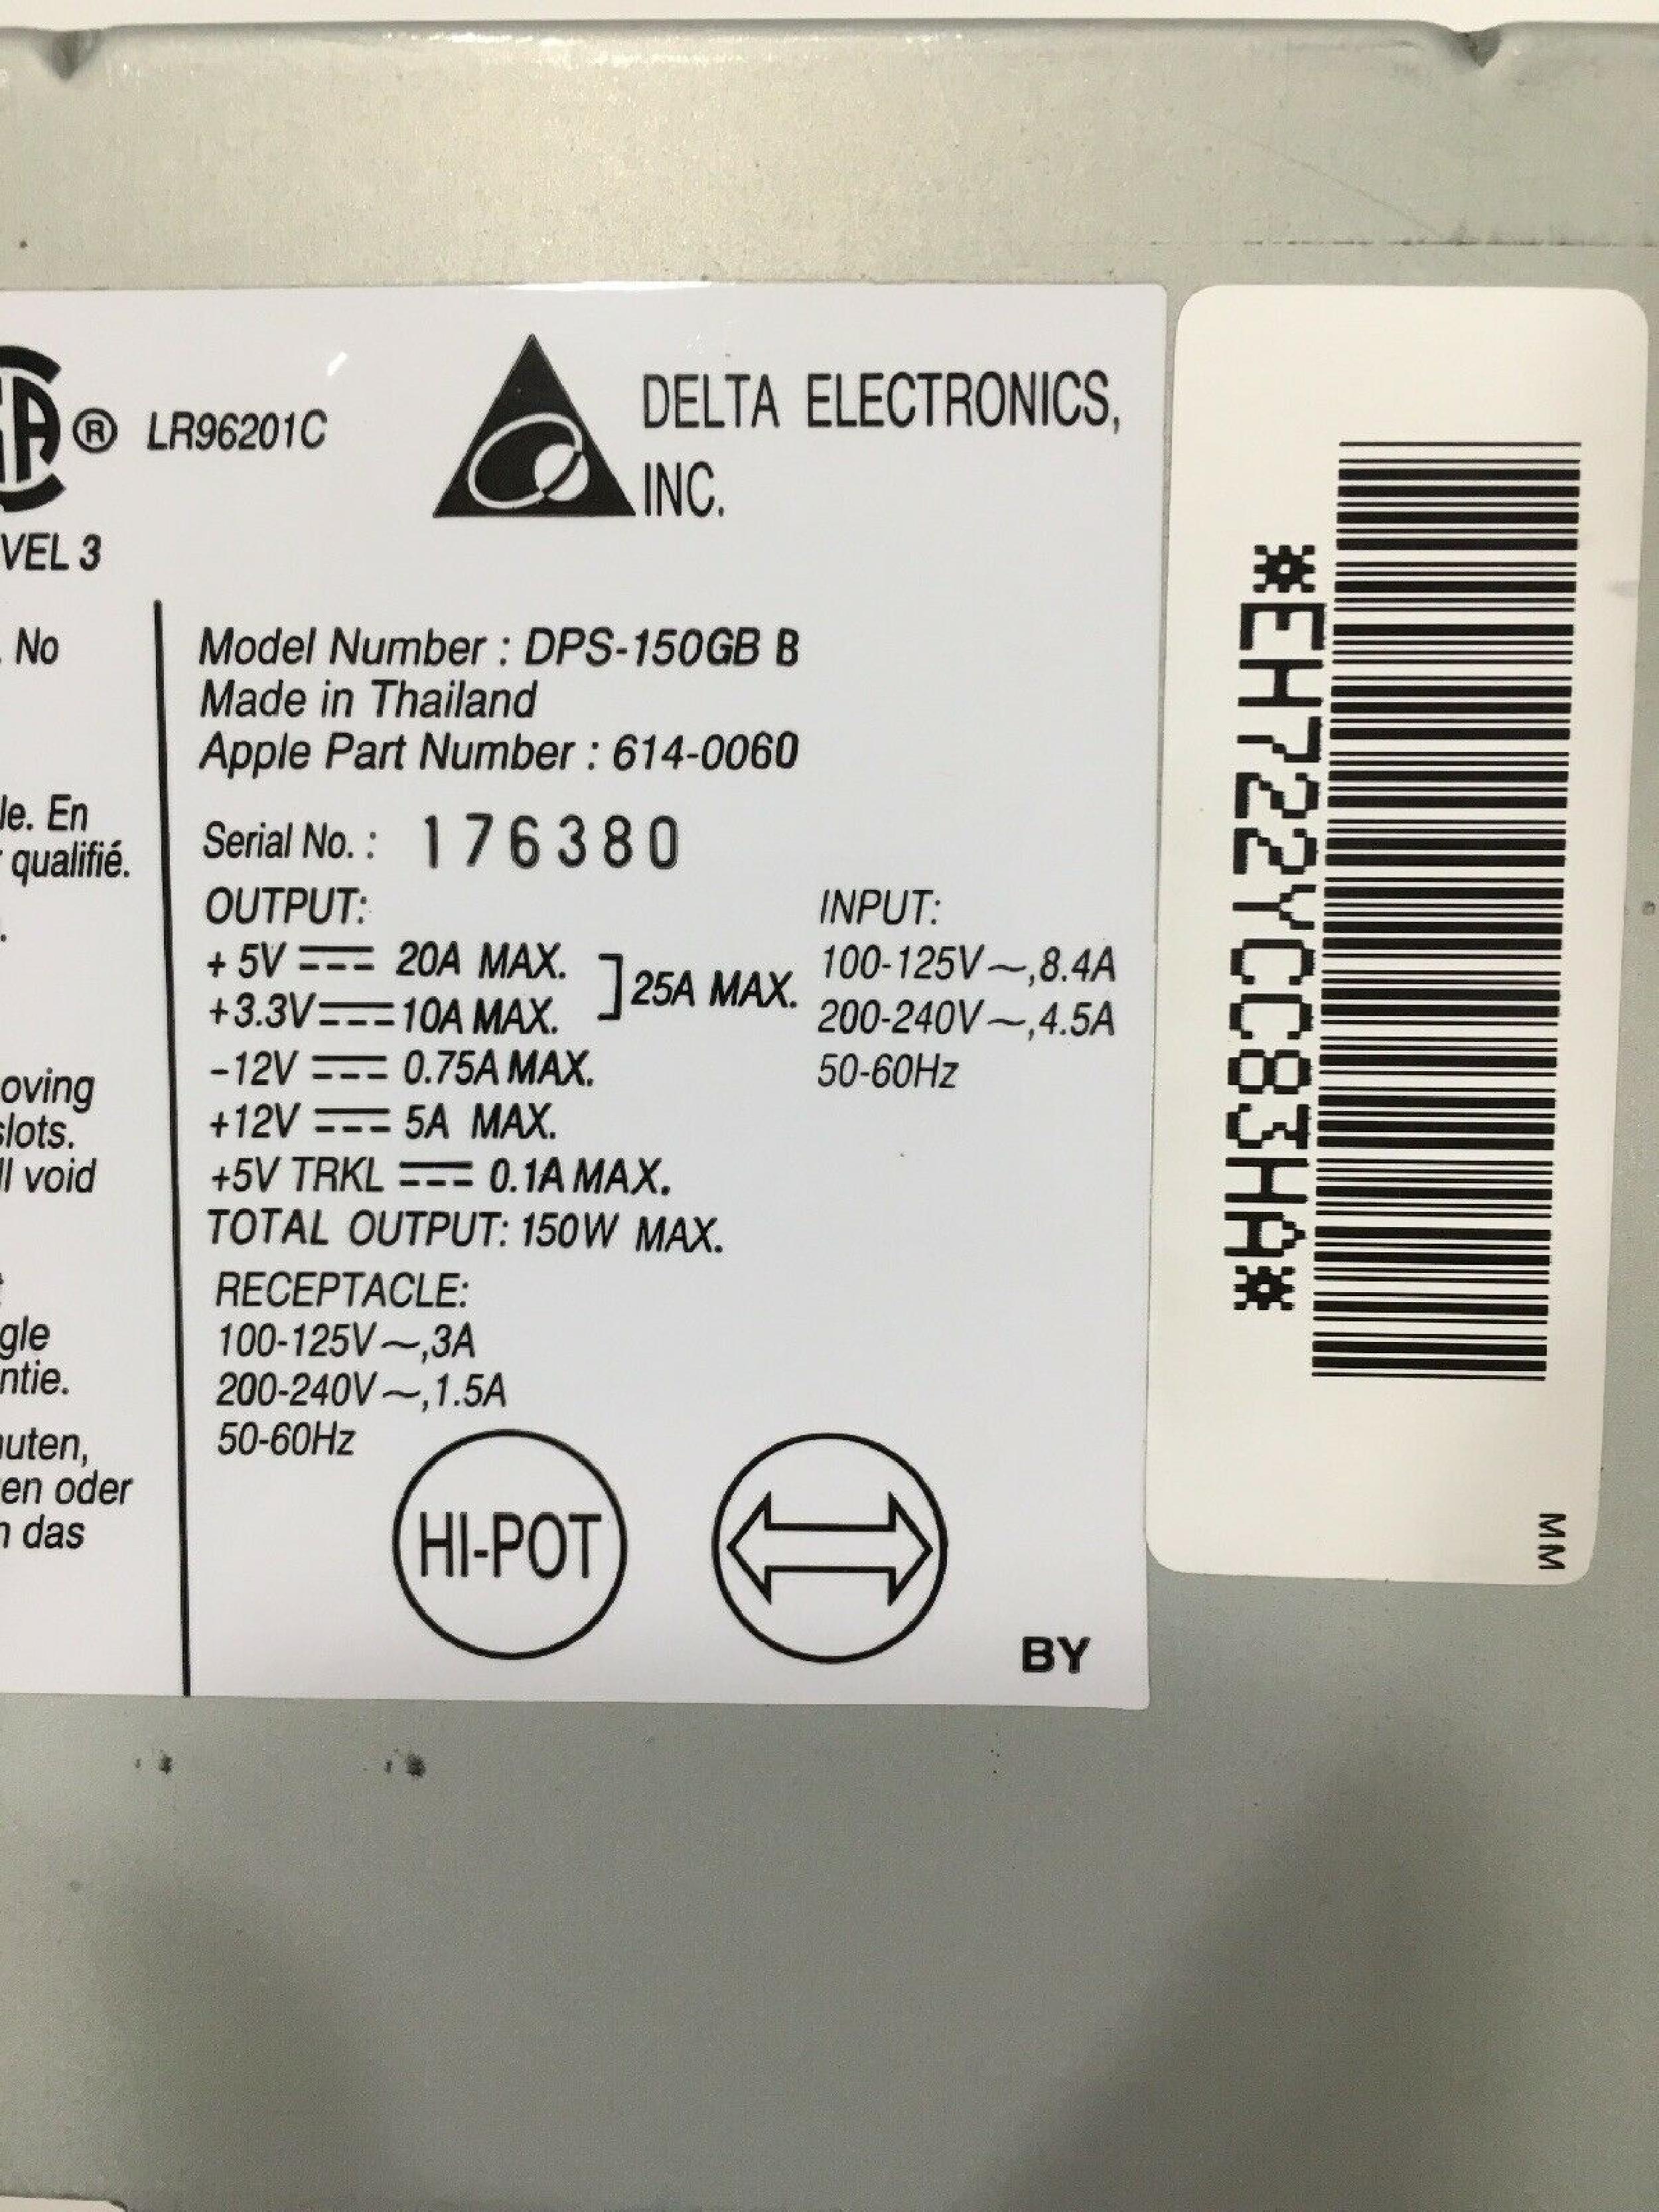 ® LR96201C
DELTA ELECTRONICS,
INC.
VEL 3
No
le. En
qualifié.
oving
slots.
ll void
gle
ntie.
uten,
en oder
das
Model Number : DPS-150GB B
Made in Thailand
Apple Part Number : 614-0060
Serial No. : 176380
OUTPUT:
+ 5V ⎓ 20A MAX.
+3.3V ⎓ 10A MAX.
]25A MAX.
-12V ⎓ 0.75A MAX.
+12V ⎓ 5A MAX.
+5V TRKL ⎓ 0.1A MAX.
TOTAL OUTPUT: 150W MAX.
INPUT:
100-125V~,8.4A
200-240V~,4.5A
50-60Hz
RECEPTACLE:
100-125V~,3A
200-240V~,1.5A
50-60Hz
HI-POT
BY
*EH722YCC83HA*
MM